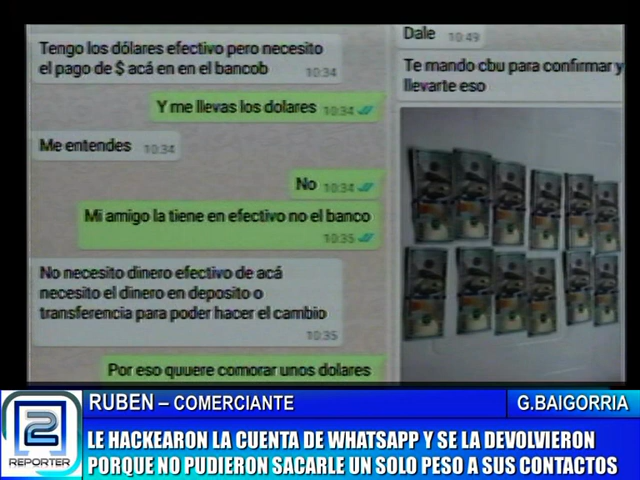 Tengo los dólares efectivo pero necesito
el pago de $ acá en en el bancob 10:34
Y me llevas los dolares 10:34
Me entendes 10:34
No 10:34
Mi amigo la tiene en efectivo no el banco
10:35
No necesito dinero efectivo de acá
necesito el dinero en deposito o
transferencia para poder hacer el cambio
10:35
Por eso quuere comorar unos dolares
Dale 10:49
Te mando cbu para confirmar y
llevarte eso
2
REPORTER
RUBEN – COMERCIANTE
G.BAIGORRIA
LE HACKEARON LA CUENTA DE WHATSAPP Y SE LA DEVOLVIERON
PORQUE NO PUDIERON SACARLE UN SOLO PESO A SUS CONTACTOS